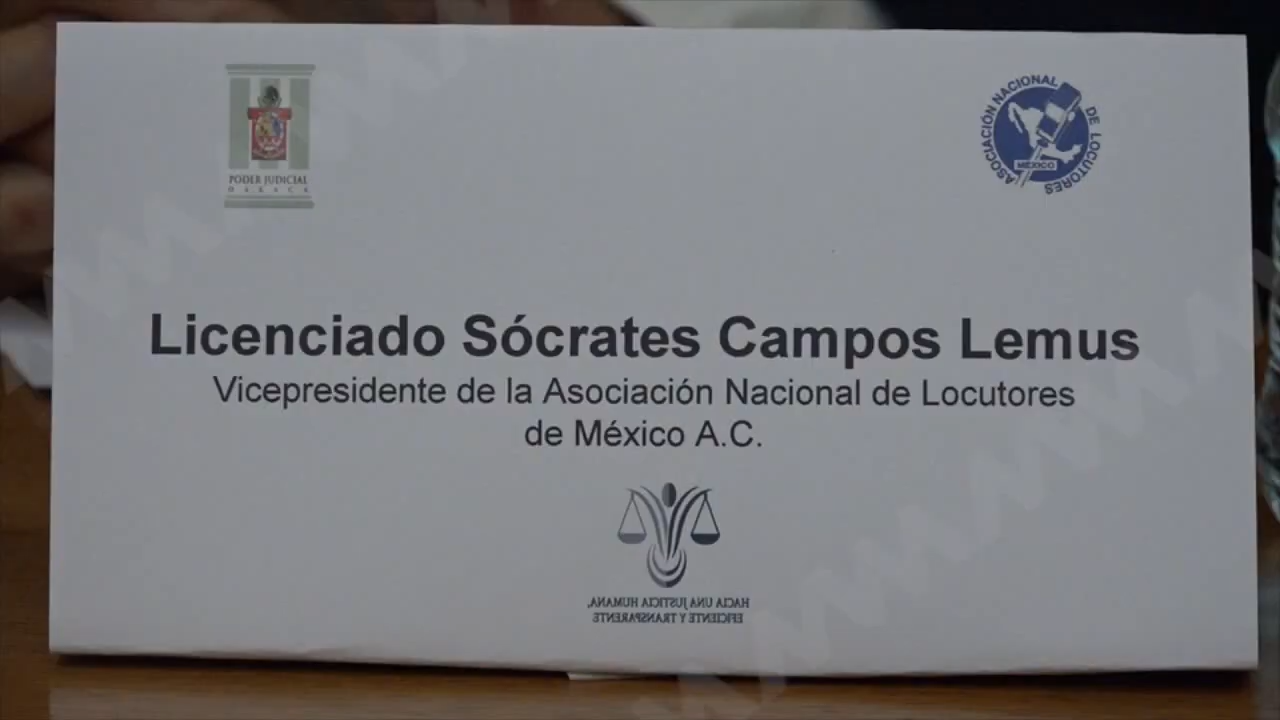 PODER JUDICIAL
OAXACA
ASOCIACIÓN NACIONAL DE LOCUTORES
MÉXICO
Licenciado Sócrates Campos Lemus
Vicepresidente de la Asociación Nacional de Locutores
de México A.C.
HACIA UNA JUSTICIA HUMANA,
EFICIENTE Y TRANSPARENTE